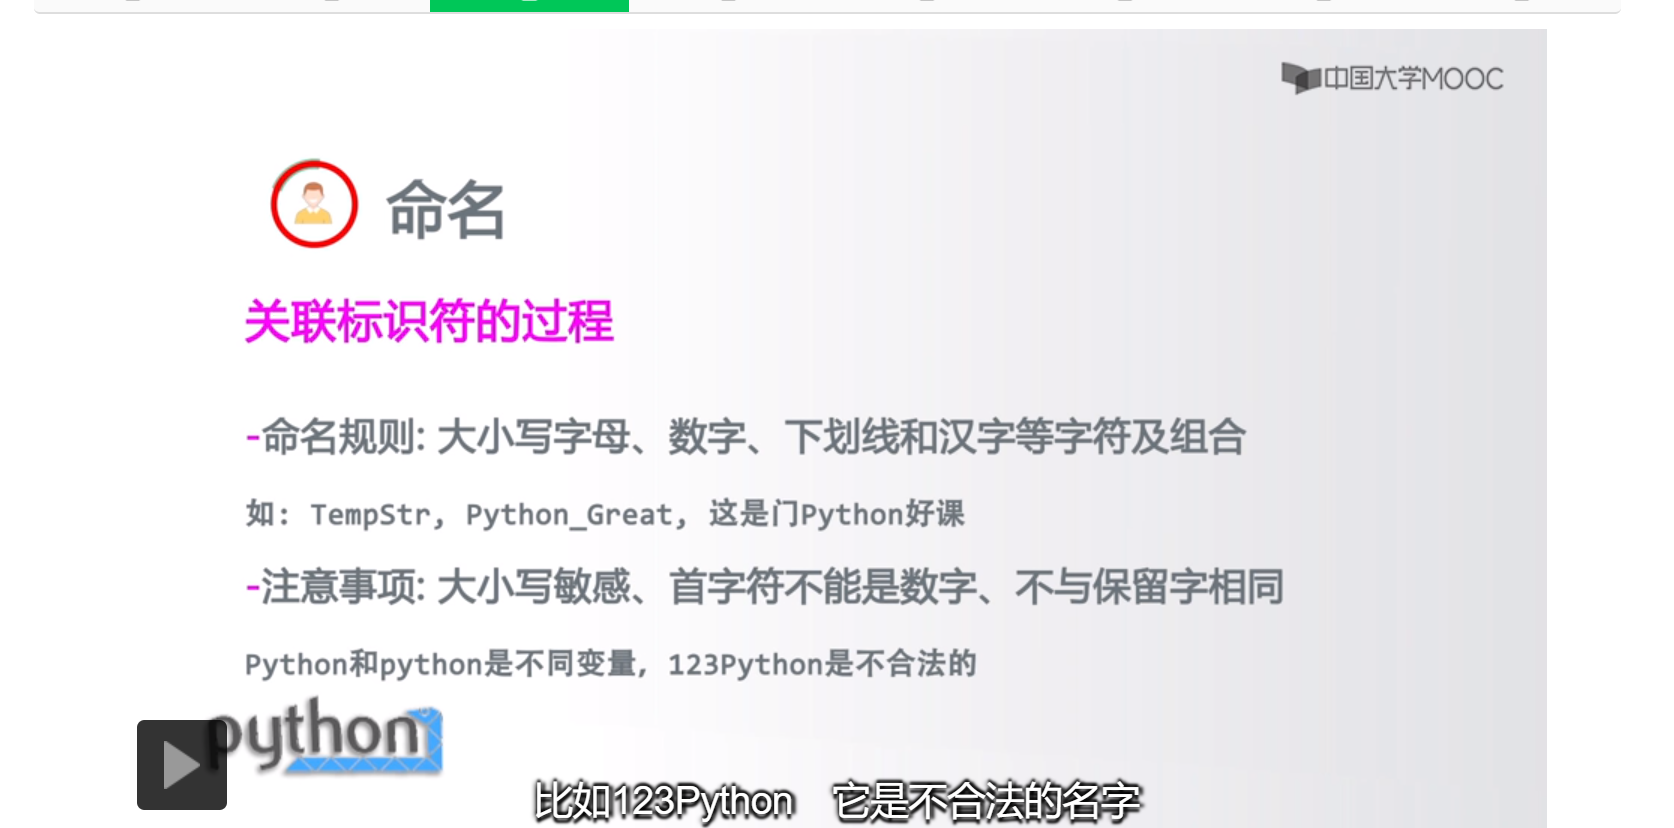 中国大学MOOC
命名
关联标识符的过程
-命名规则: 大小写字母、数字、下划线和汉字等字符及组合
如: TempStr, Python_Great, 这是门Python好课
-注意事项: 大小写敏感、首字符不能是数字、不与保留字相同
Python和python是不同变量, 123Python是不合法的
python
比如123Python 它是不合法的名字